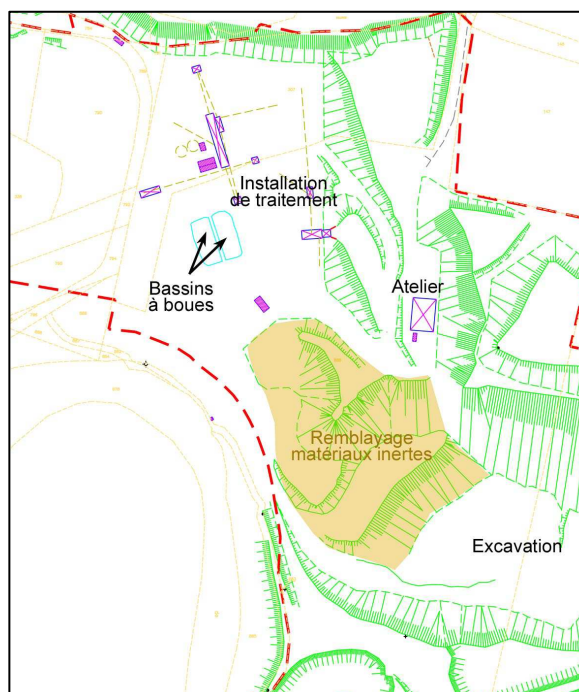 Installation
de traitement
Bassins
à boues
Atelier
Remblayage
matériaux inertes
Excavation